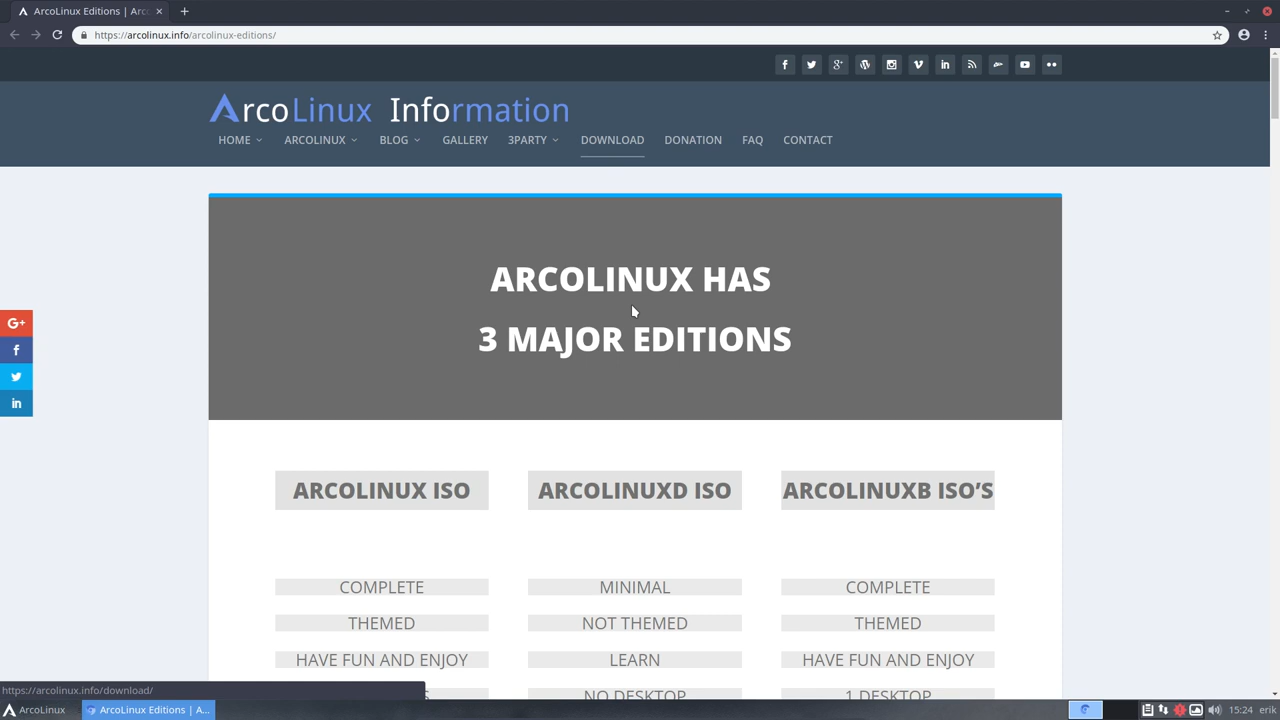 ArcoLinux Editions | Arc
https://arcolinux.info/arcolinux-editions/
ArcoLinux Information
HOME ARCOLINUX BLOG GALLERY 3PARTY DOWNLOAD DONATION FAQ CONTACT
ARCOLINUX HAS
3 MAJOR EDITIONS
ARCOLINUX ISO ARCOLINUXD ISO ARCOLINUXB ISO’S
COMPLETE MINIMAL COMPLETE
THEMED NOT THEMED THEMED
HAVE FUN AND ENJOY LEARN HAVE FUN AND ENJOY
NO DESKTOP 1 DESKTOP
https://arcolinux.info/download/
ArcoLinux ArcoLinux Editions | A... 15:24 erik